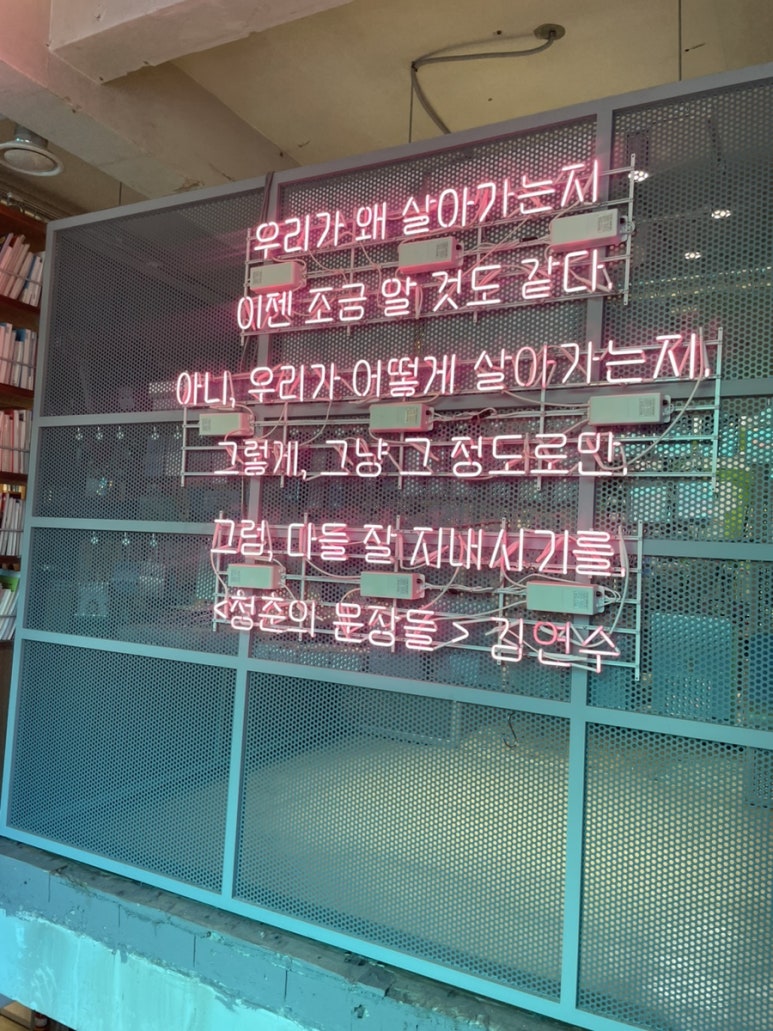 우리가 왜 살아가는지
이젠 조금 알 것도 같다.
아니, 우리가 어떻게 살아가는지.
그렇게, 그냥 그 정도로만.
그럼, 다들 잘 지내시기를.
<청춘의 문장들> 김연수